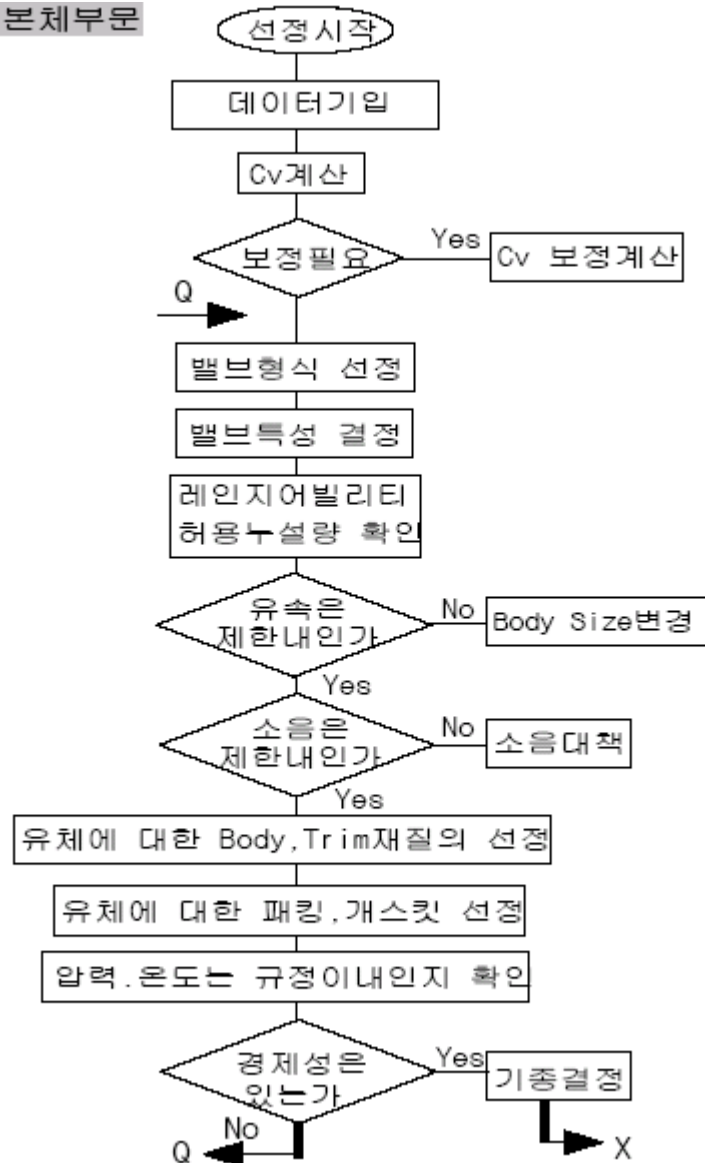 본체부문
선정시작
데이터기입
Cv계산
보정필요
Yes
Cv 보정계산
Q
밸브형식 선정
밸브특성 결정
레인지어빌리티
허용누설량 확인
유속은
제한내인가
No
Body Size변경
Yes
소음은
제한내인가
No
소음대책
Yes
유체에 대한 Body,Trim재질의 선정
유체에 대한 패킹,개스킷 선정
압력.온도는 규정이내인지 확인
경제성은
있는가
Yes
기종결정
No
Q
X